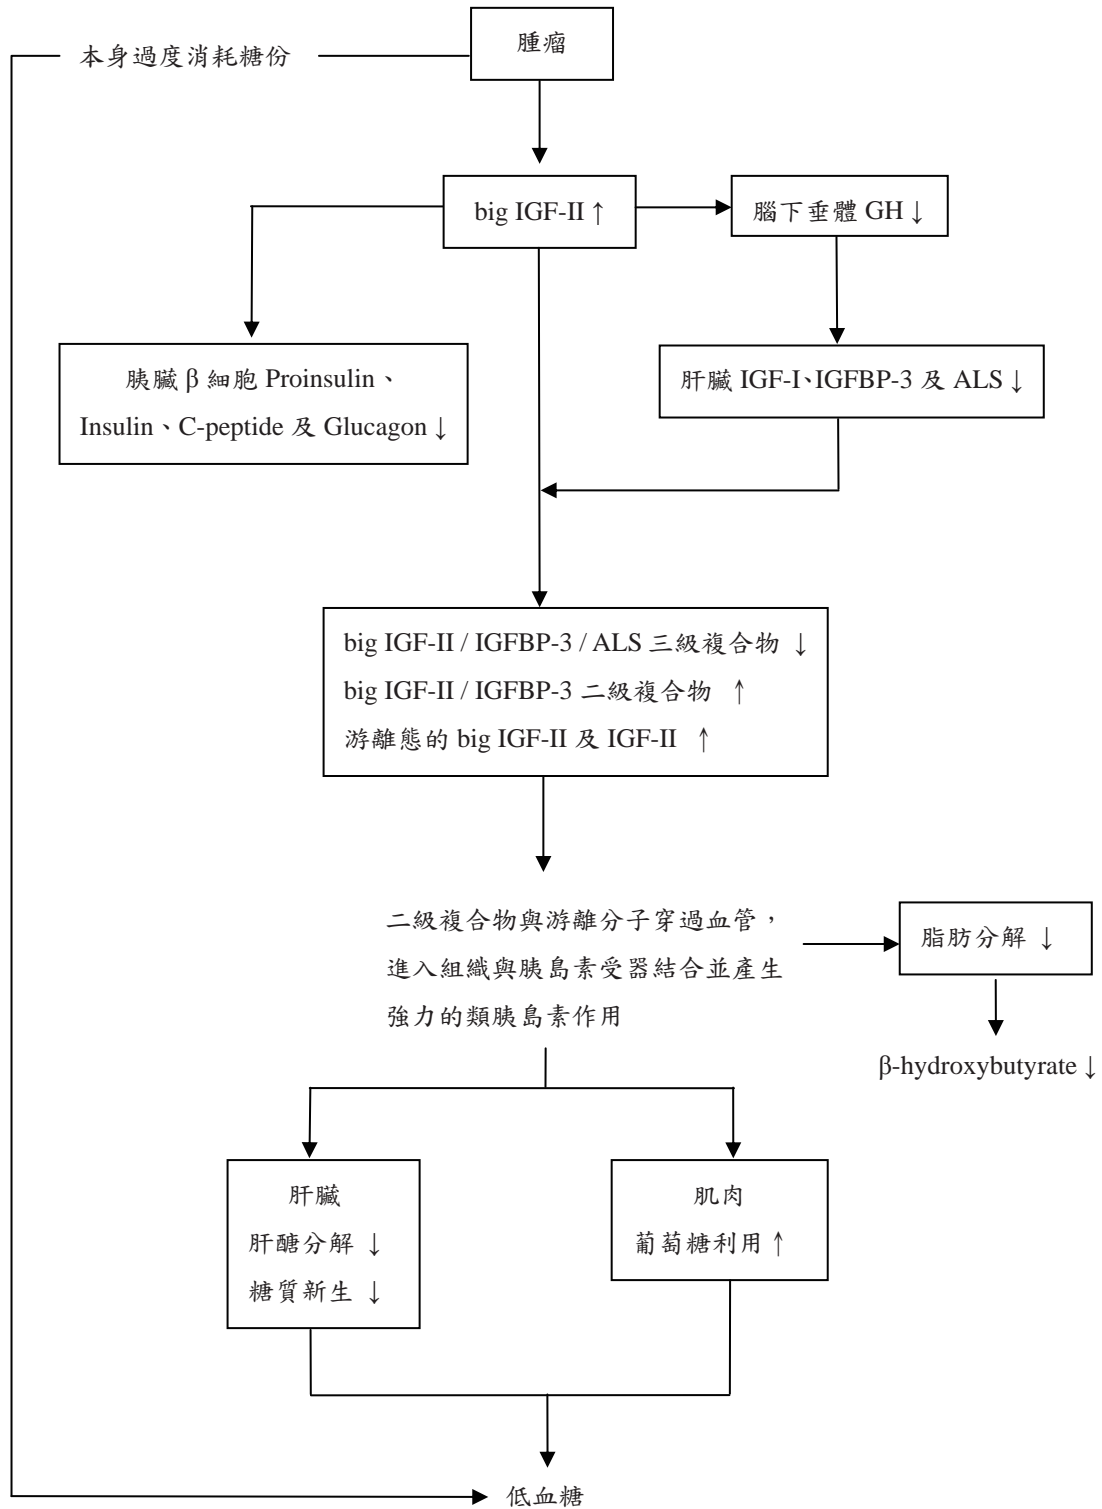 腫瘤
本身過度消耗糖份
big IGF-II ↑
腦下垂體 GH ↓
胰臟 β 細胞 Proinsulin、
Insulin、C-peptide 及 Glucagon ↓
肝臟 IGF-I、IGFBP-3 及 ALS ↓
big IGF-II / IGFBP-3 / ALS 三級複合物 ↓
big IGF-II / IGFBP-3 二級複合物 ↑
游離態的 big IGF-II 及 IGF-II ↑
二級複合物與游離分子穿過血管，
進入組織與胰島素受器結合並產生
強力的類胰島素作用
脂肪分解 ↓
β-hydroxybutyrate ↓
肝臟
肝醣分解 ↓
糖質新生 ↓
肌肉
葡萄糖利用 ↑
低血糖